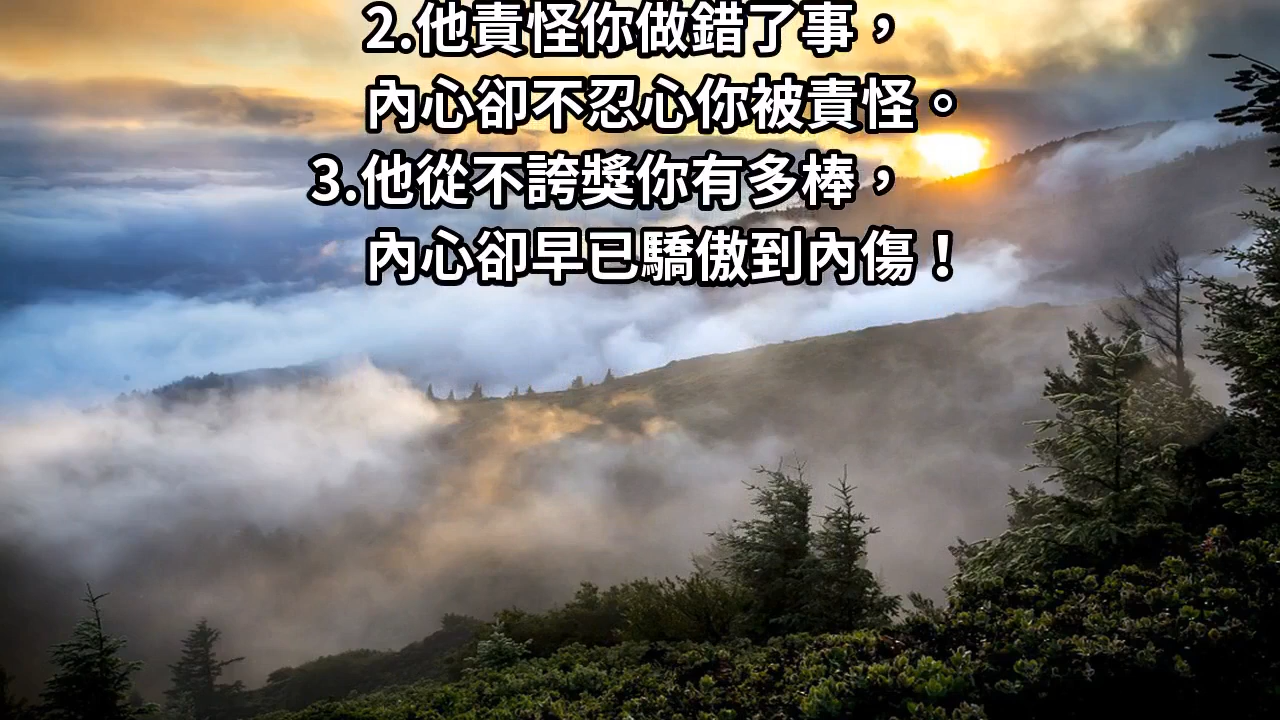 2.他責怪你做錯了事，
內心卻不忍心你被責怪。
3.他從不誇獎你有多棒，
內心卻早已驕傲到內傷！